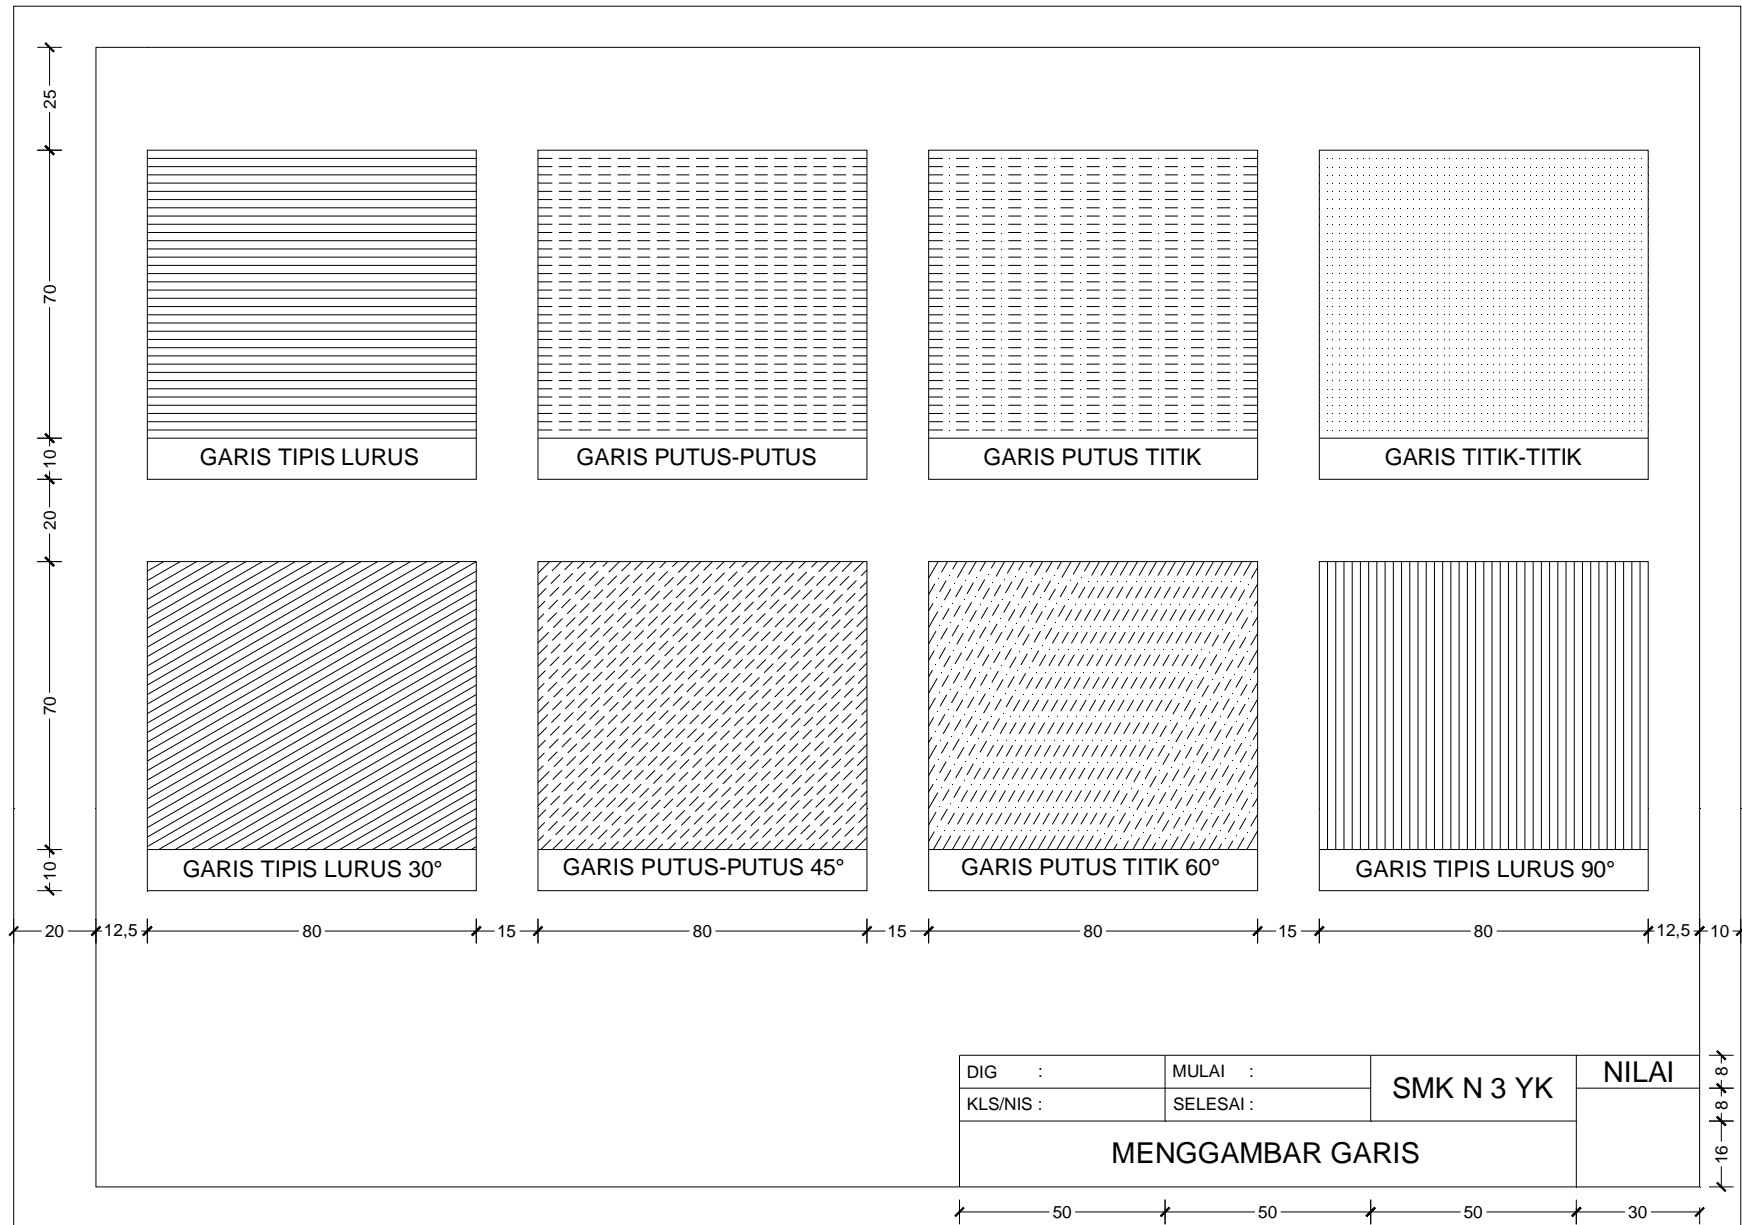 25
70
10
20
70
10
GARIS TIPIS LURUS
GARIS PUTUS-PUTUS
GARIS PUTUS TITIK
GARIS TITIK-TITIK
GARIS TIPIS LURUS 30°
GARIS PUTUS-PUTUS 45°
GARIS PUTUS TITIK 60°
GARIS TIPIS LURUS 90°
20 12,5 80 15 80 15 80 15 80 12,5 10
DIG :
MULAI :
SMK N 3 YK
NILAI
KLS/NIS :
SELESAI :
MENGGAMBAR GARIS
8
8
16
50 50 50 30